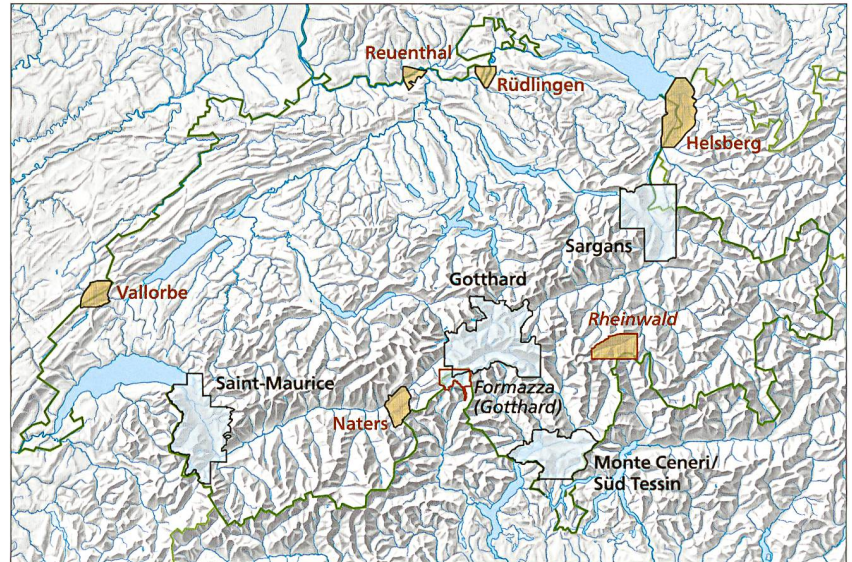 Reuenthal
Rüdlingen
Helsberg
Sargans
Gotthard
Vallorbe
Rheinwald
Saint-Maurice
Formazza
(Gotthard)
Naters
Monte Ceneri/
Süd Tessin